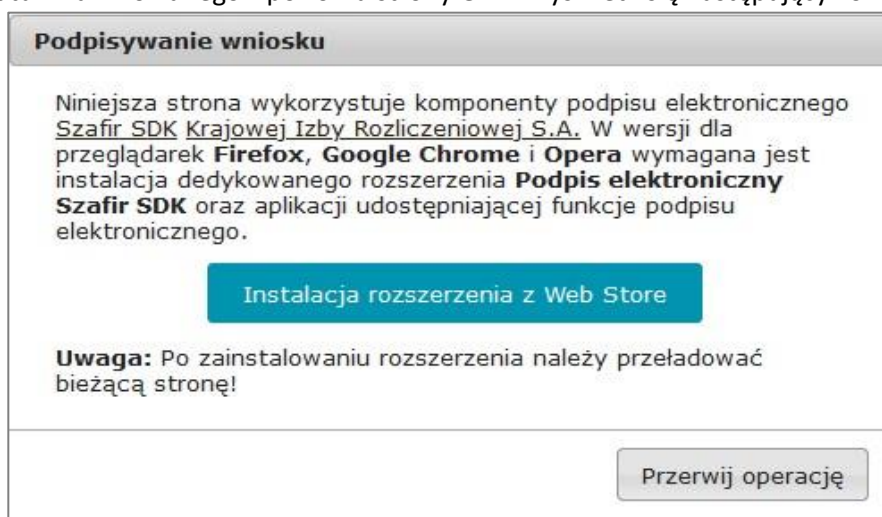 Podpisywanie wniosku
Niniejsza strona wykorzystuje komponenty podpisu elektronicznego
Szafir SDK Krajowej Izby Rozliczeniowej S.A. W wersji dla
przeglądarek Firefox, Google Chrome i Opera wymagana jest
instalacja dedykowanego rozszerzenia Podpis elektroniczny
Szafir SDK oraz aplikacji udostępniającej funkcje podpisu
elektronicznego.
Instalacja rozszerzenia z Web Store
Uwaga: Po zainstalowaniu rozszerzenia należy przeładować
bieżącą stronę!
Przerwij operację